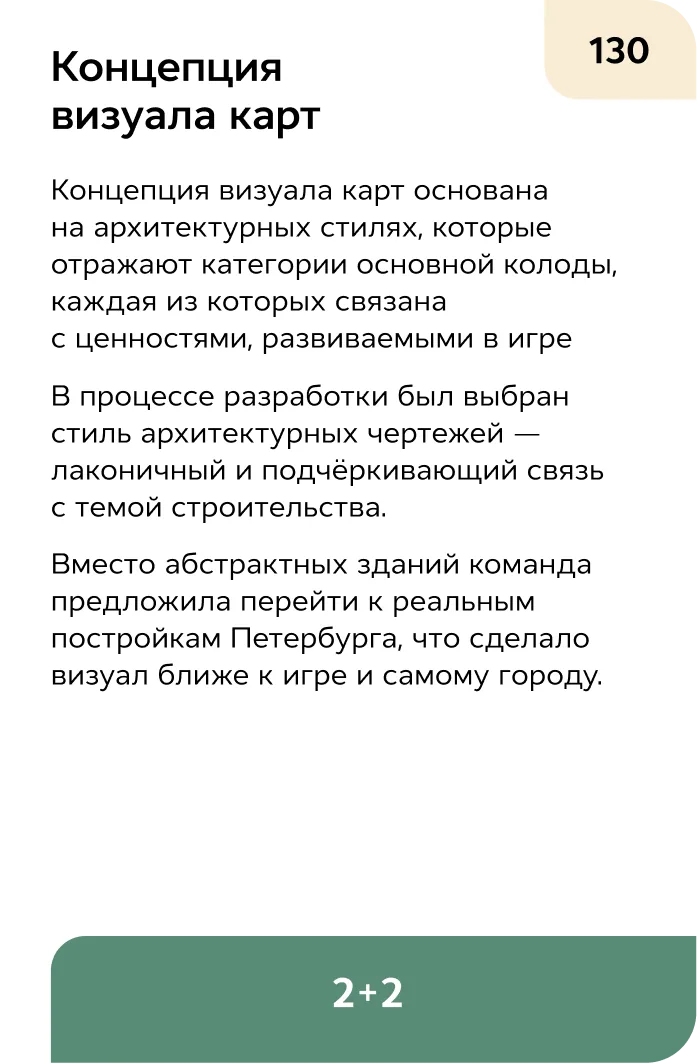 130
Концепция
визуала карт
Концепция визуала карт основана
на архитектурных стилях, которые
отражают категории основной колоды,
каждая из которых связана
с ценностями, развиваемыми в игре
В процессе разработки был выбран
стиль архитектурных чертежей —
лаконичный и подчёркивающий связь
с темой строительства.
Вместо абстрактных зданий команда
предложила перейти к реальным
постройкам Петербурга, что сделало
визуал ближе к игре и самому городу.
2+2